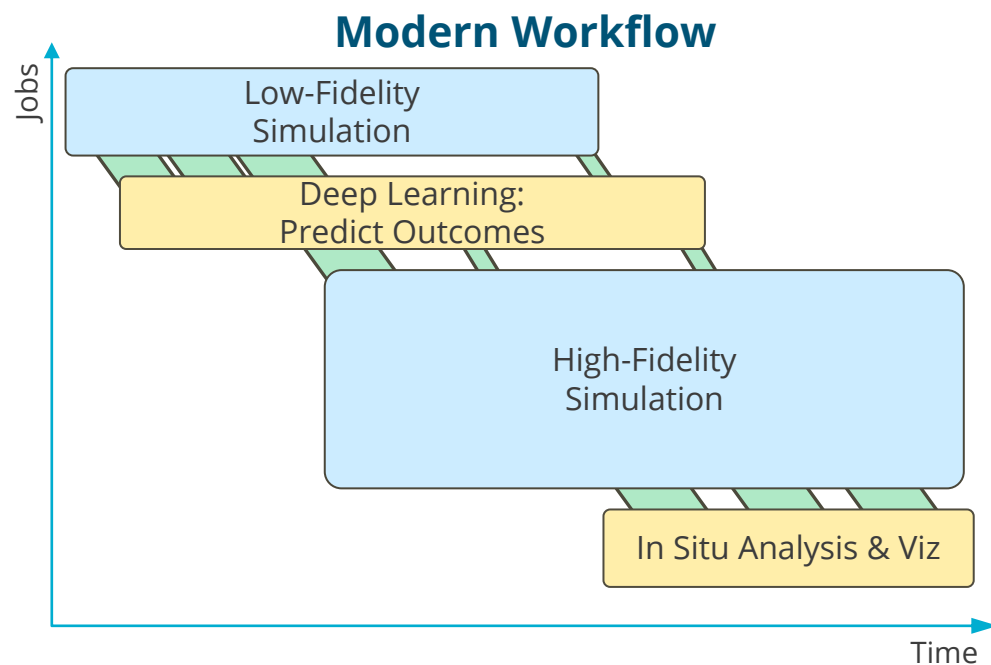 Modern Workflow
Jobs
Low-Fidelity
Simulation
Deep Learning:
Predict Outcomes
High-Fidelity
Simulation
In Situ Analysis & Viz
Time